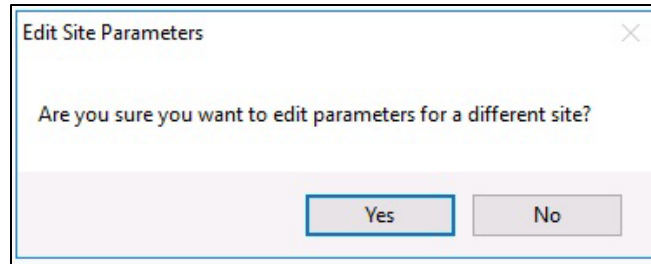 Edit Site Parameters
Are you sure you want to edit parameters for a different site?
Yes No